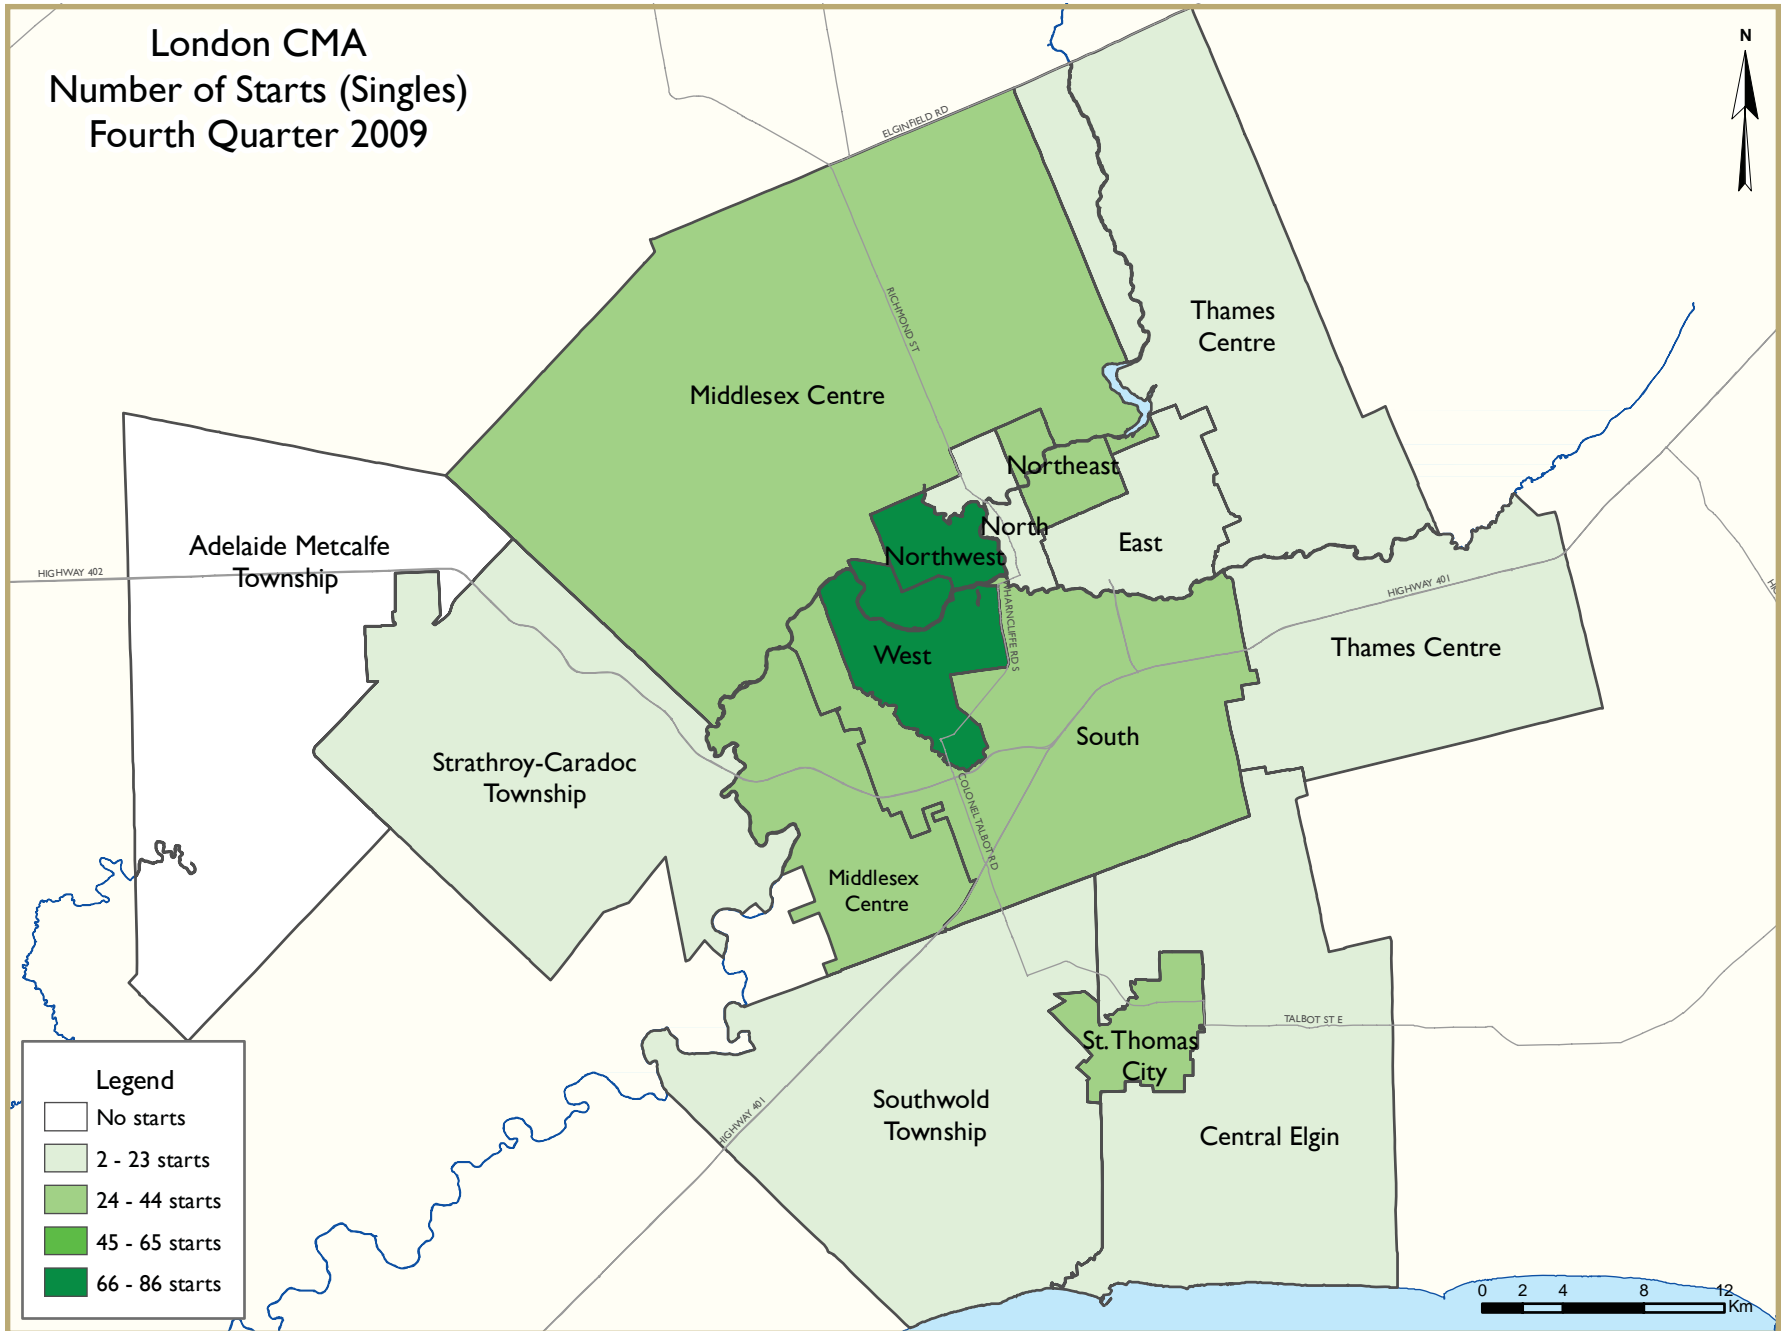 London CMA
Number of Starts (Singles)
Fourth Quarter 2009
N
ELGINFIELD RD
RICHMOND ST
Thames
Centre
Middlesex Centre
Northeast
North
East
Northwest
Adelaide Metcalfe
Township
HIGHWAY 402
HIGHWAY 401
WHARNCLIFFE RD S
West
Thames Centre
South
Strathroy-Caradoc
Township
COLONEL TALBOT RD
Middlesex
Centre
TALBOT ST E
St. Thomas
City
Southwold
Township
Central Elgin
HIGHWAY 401
Legend
No starts
2 - 23 starts
24 - 44 starts
45 - 65 starts
66 - 86 starts
0 2 4 8 12
Km